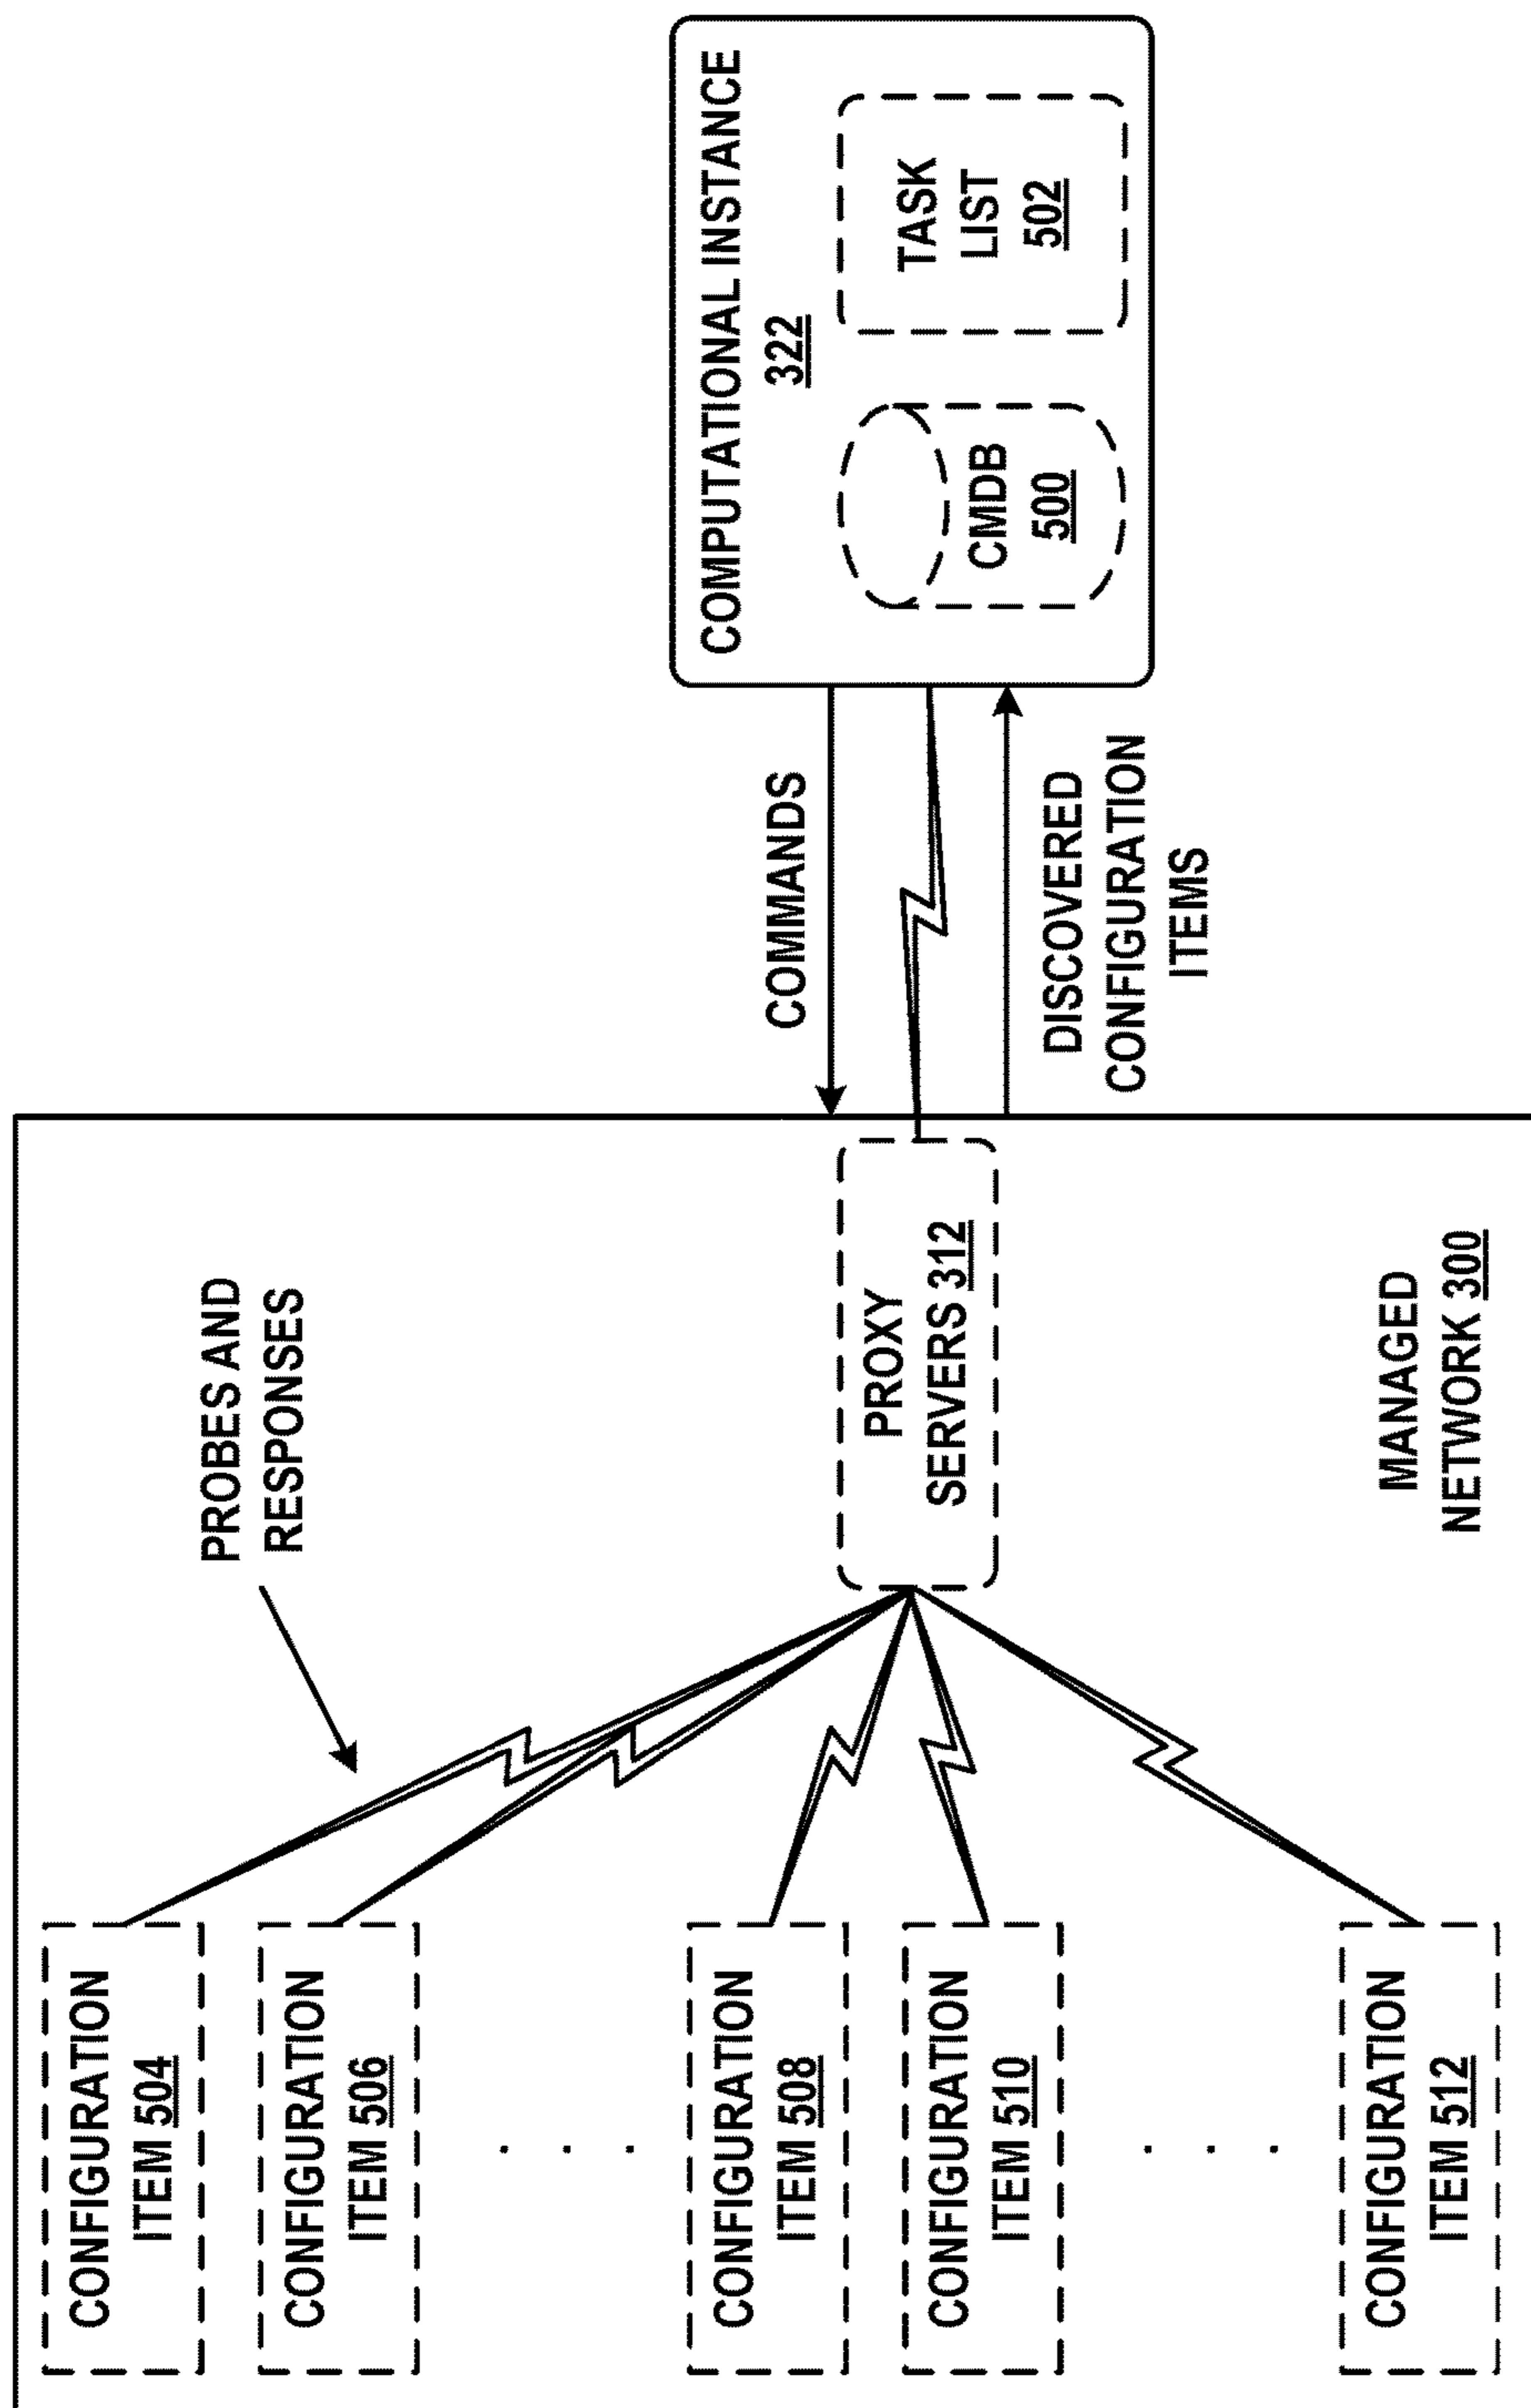 CONFIGURATION
ITEM 504
CONFIGURATION
ITEM 506
. . .
CONFIGURATION
ITEM 508
CONFIGURATION
ITEM 510
. . .
CONFIGURATION
ITEM 512
PROBES AND
RESPONSES
PROXY
SERVERS 312
MANAGED
NETWORK 300
COMMANDS
DISCOVERED
CONFIGURATION
ITEMS
COMPUTATIONAL INSTANCE
322
CMDB
500
TASK
LIST
502